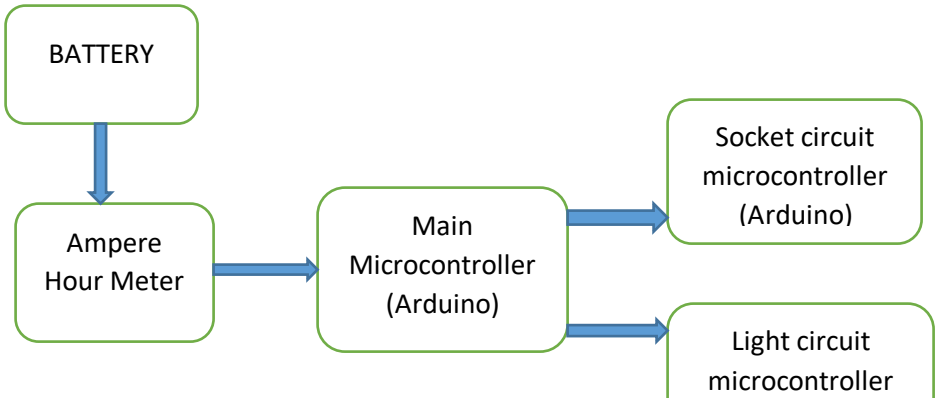 BATTERY
Ampere
Hour Meter
Main
Microcontroller
(Arduino)
Socket circuit
microcontroller
(Arduino)
Light circuit
microcontroller